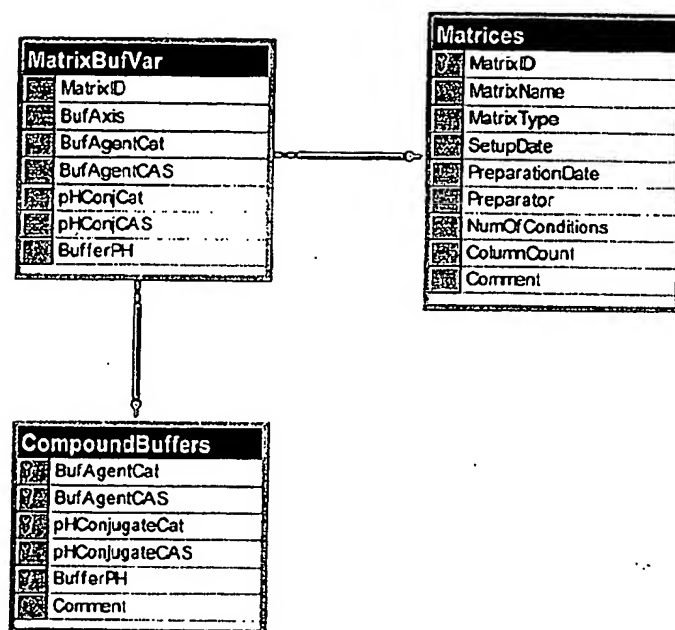 MatrixBufVar
MatrixID
BufAxis
BufAgentCat
BufAgentCAS
pHConjCat
pHConjCAS
BufferPH
Matrices
MatrixID
MatrixName
MatrixType
SetupDate
PreparationDate
Preparator
NumOfConditions
ColumnCount
Comment
CompoundBuffers
BufAgentCat
BufAgentCAS
pHConjugateCat
pHConjugateCAS
BufferPH
Comment